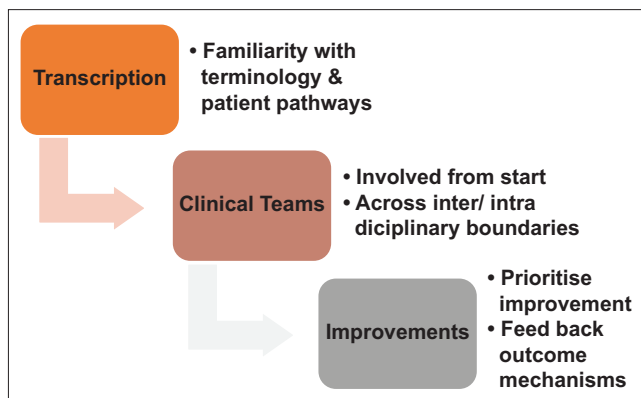 Transcription
• Familiarity with
terminology &
patient pathways
Clinical Teams
• Involved from start
• Across inter/ intra
diciplinary boundaries
Improvements
• Prioritise
improvement
• Feed back
outcome
mechanisms